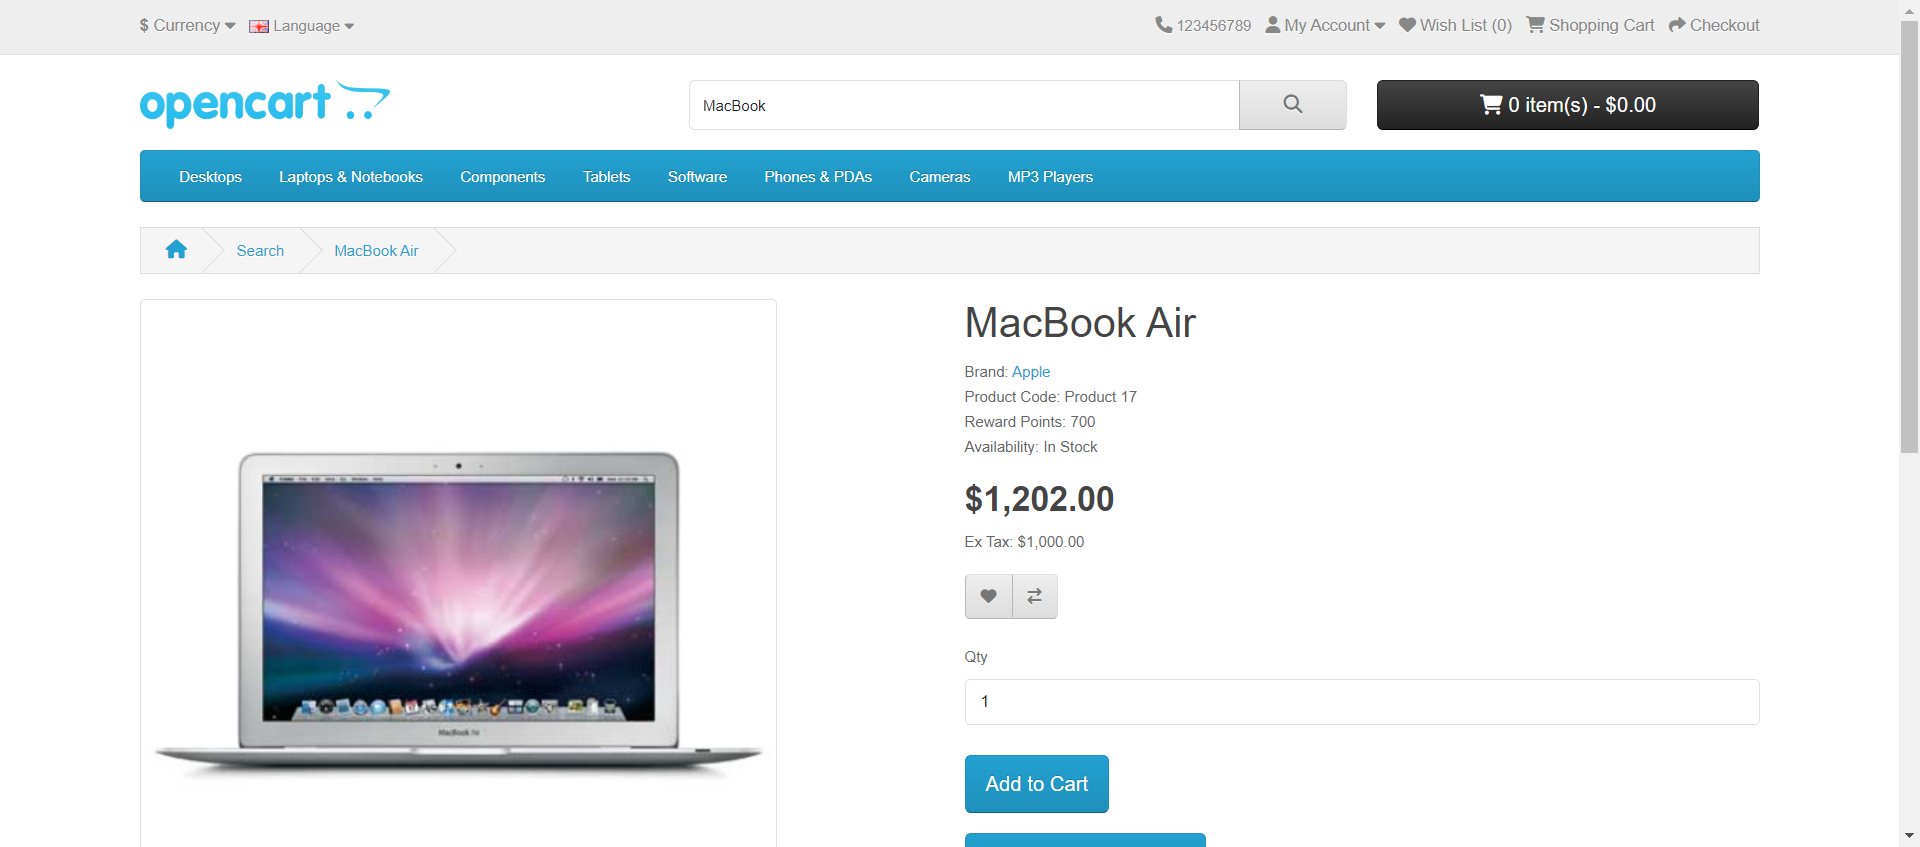 $ Currency Language 123456789 My Account Wish List (0) Shopping Cart Checkout
opencart MacBook 0 item(s) - $0.00
Desktops Laptops & Notebooks Components Tablets Software Phones & PDAs Cameras MP3 Players
Search MacBook Air
MacBook Air
Brand: Apple
Product Code: Product 17
Reward Points: 700
Availability: In Stock
$1,202.00
Ex Tax: $1,000.00
Qty
1
MacBook Air
Add to Cart